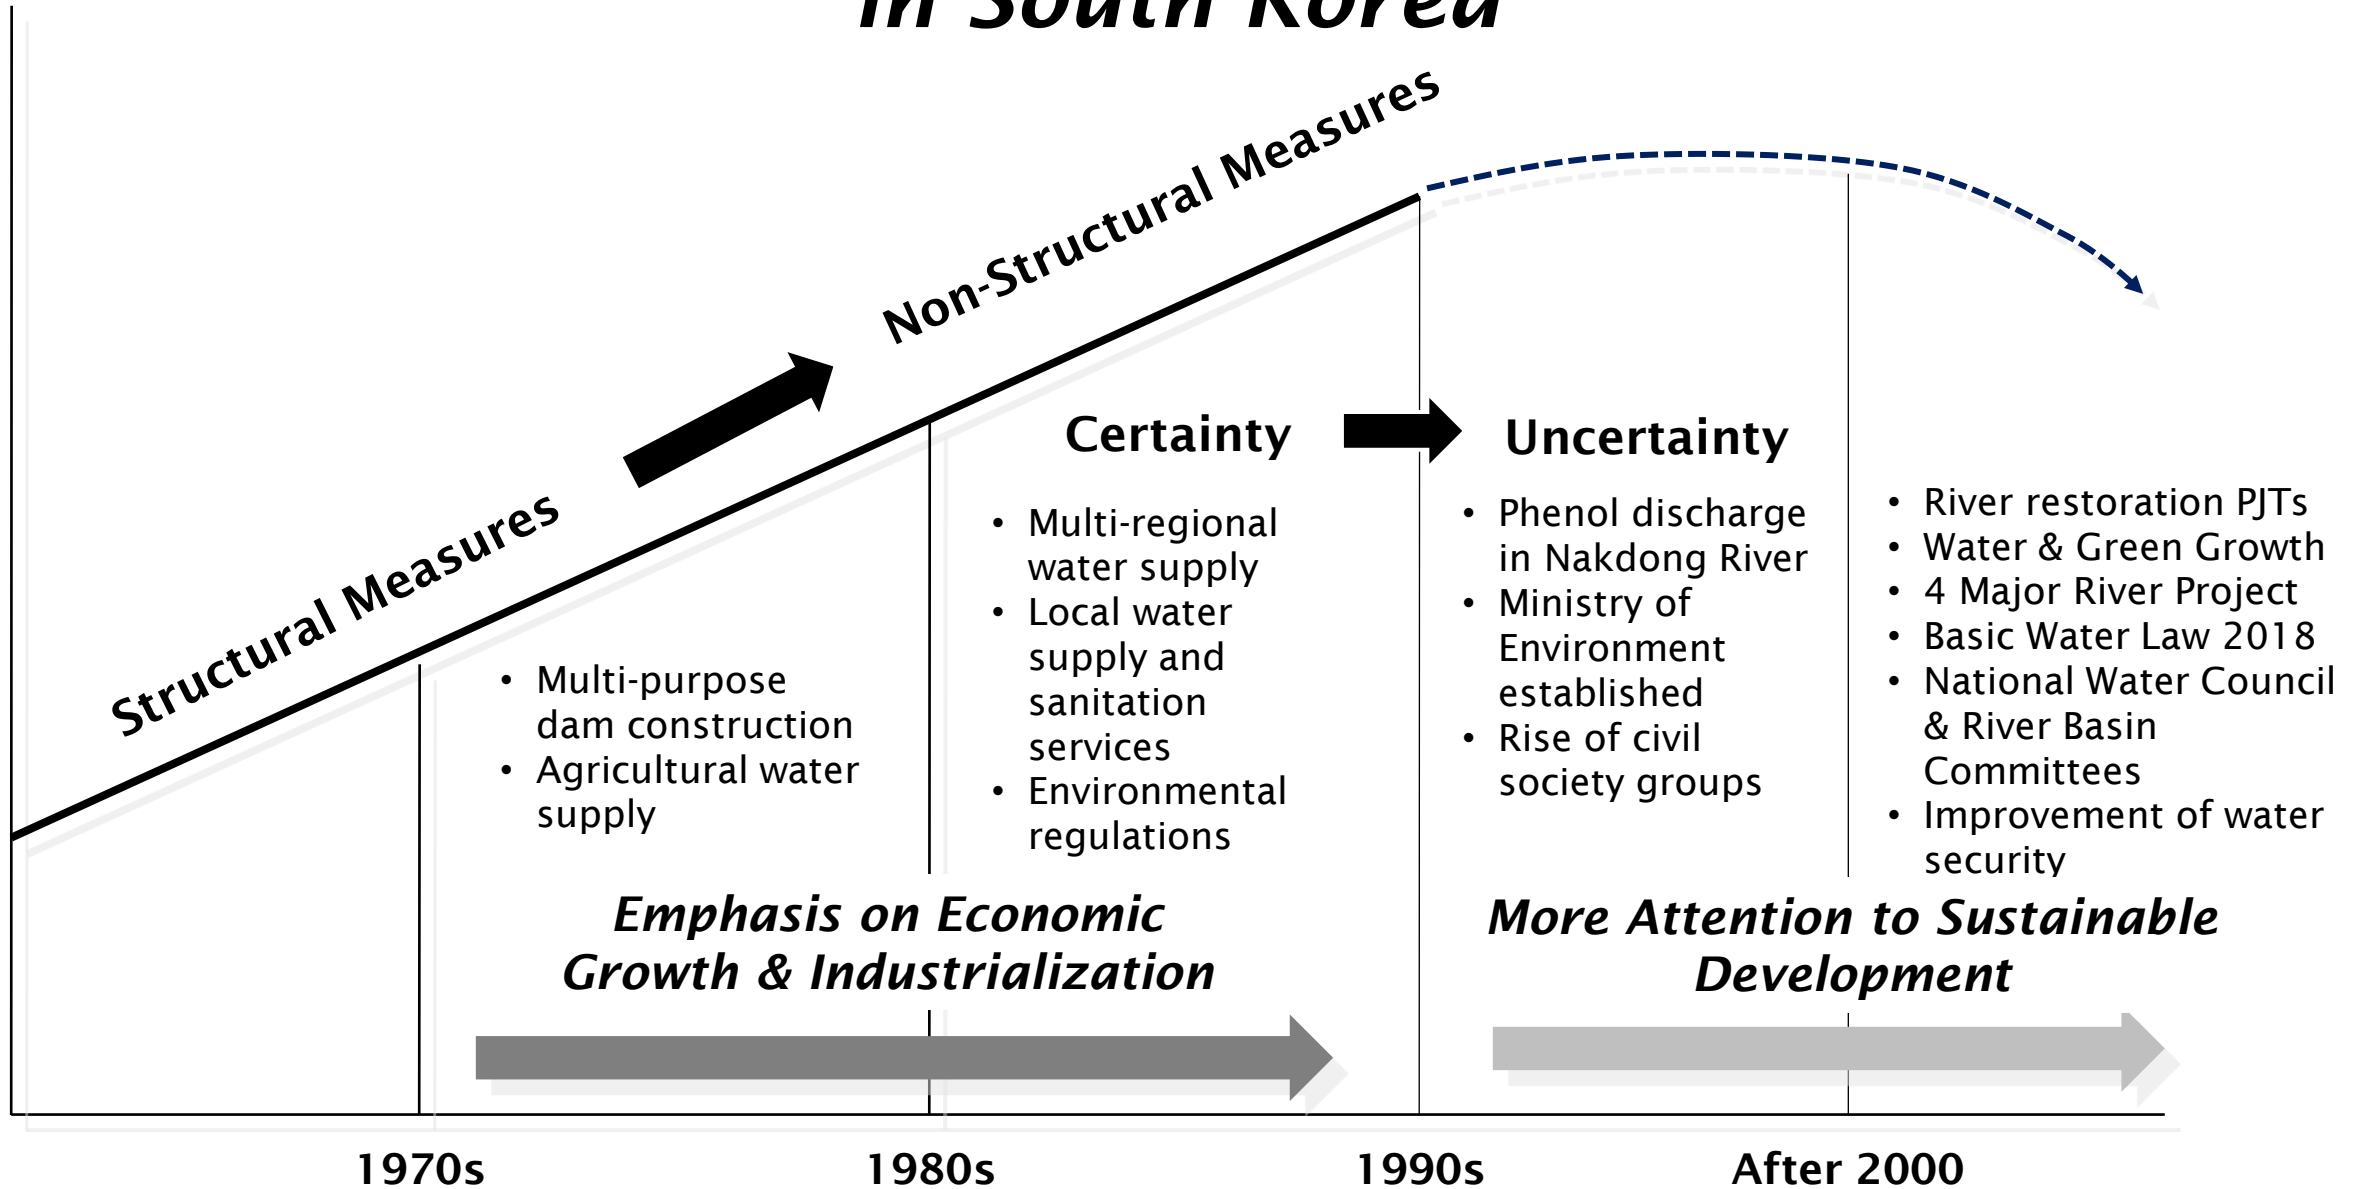 in South Korea
Structural Measures
Non-Structural Measures
Certainty
Uncertainty
• Multi-purpose
dam construction
• Agricultural water
supply
• Multi-regional
water supply
• Local water
supply and
sanitation
services
• Environmental
regulations
• Phenol discharge
in Nakdong River
• Ministry of
Environment
established
• Rise of civil
society groups
• River restoration PJTs
• Water & Green Growth
• 4 Major River Project
• Basic Water Law 2018
• National Water Council
& River Basin
Committees
• Improvement of water
security
Emphasis on Economic
Growth & Industrialization
More Attention to Sustainable
Development
1970s
1980s
1990s
After 2000